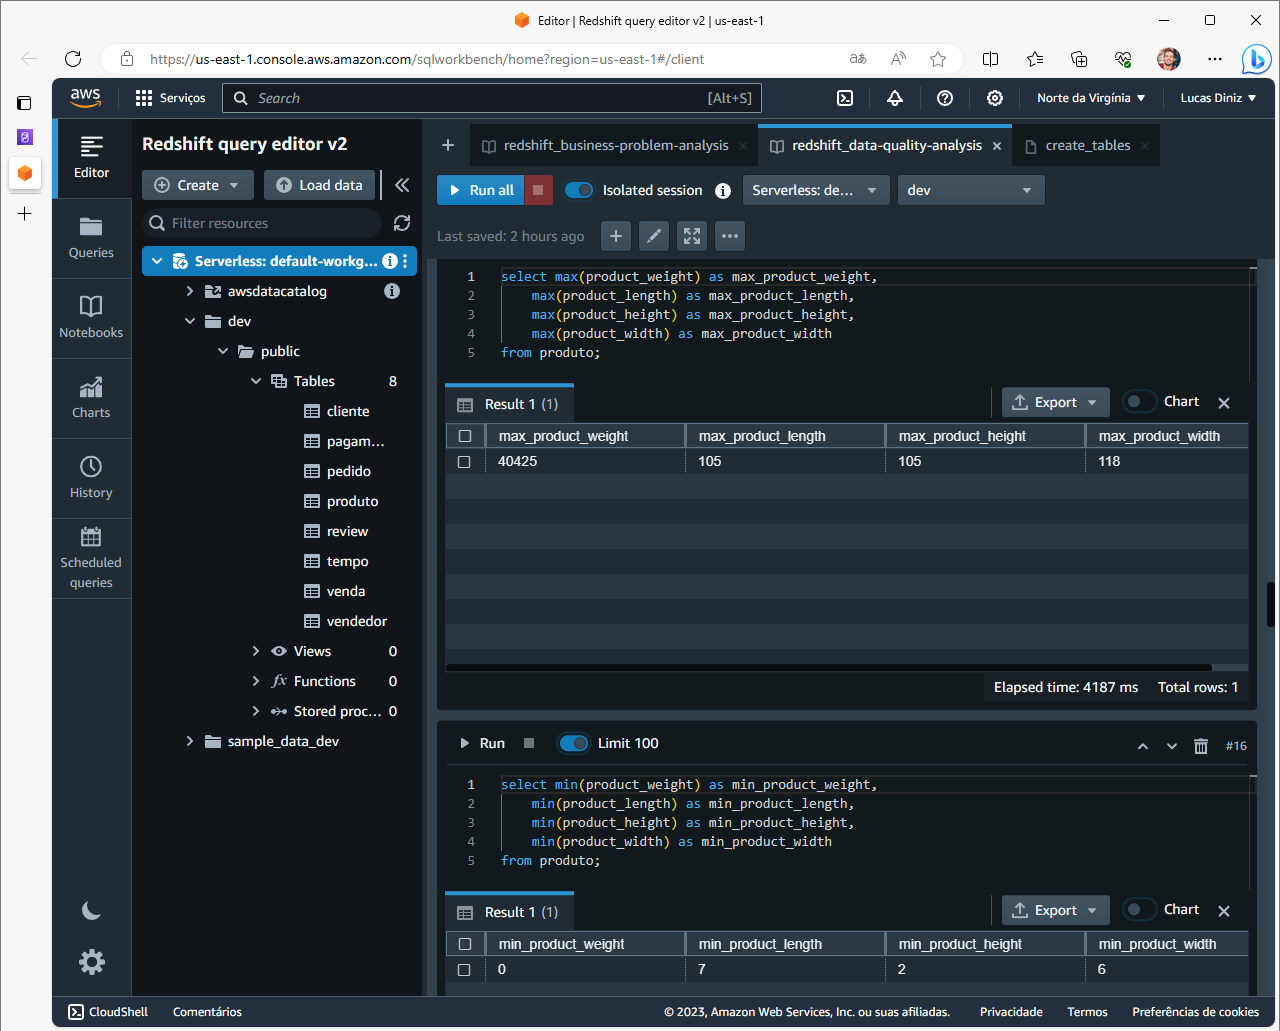 Editor | Redshift query editor v2 | us-east-1
https://us-east-1.console.aws.amazon.com/sqlworkbench/home?region=us-east-1#/client
aws
Serviços
Search
[Alt+S]
Norte da Virgínia
Lucas Diniz
Editor
Queries
Notebooks
Charts
History
Scheduled
queries
Redshift query editor v2
Create
Load data
Filter resources
Serverless: default-workg...
awsdatacatalog
dev
public
Tables 8
cliente
pagam...
pedido
produto
review
tempo
venda
vendedor
Views 0
Functions 0
Stored proc... 0
sample_data_dev
redshift_business-problem-analysis
redshift_data-quality-analysis
create_tables
Run all
Isolated session
Serverless: de...
dev
Last saved: 2 hours ago
1 select max(product_weight) as max_product_weight,
2 max(product_length) as max_product_length,
3 max(product_height) as max_product_height,
4 max(product_width) as max_product_width
5 from produto;
Result 1 (1)
Export
Chart
max_product_weight max_product_length max_product_height max_product_width
40425 105 105 118
Elapsed time: 4187 ms Total rows: 1
Run
Limit 100
#16
1 select min(product_weight) as min_product_weight,
2 min(product_length) as min_product_length,
3 min(product_height) as min_product_height,
4 min(product_width) as min_product_width
5 from produto;
Result 1 (1)
Export
Chart
min_product_weight min_product_length min_product_height min_product_width
0 7 2 6
CloudShell
Comentários
© 2023, Amazon Web Services, Inc. ou suas afiliadas.
Privacidade
Termos
Preferências de cookies